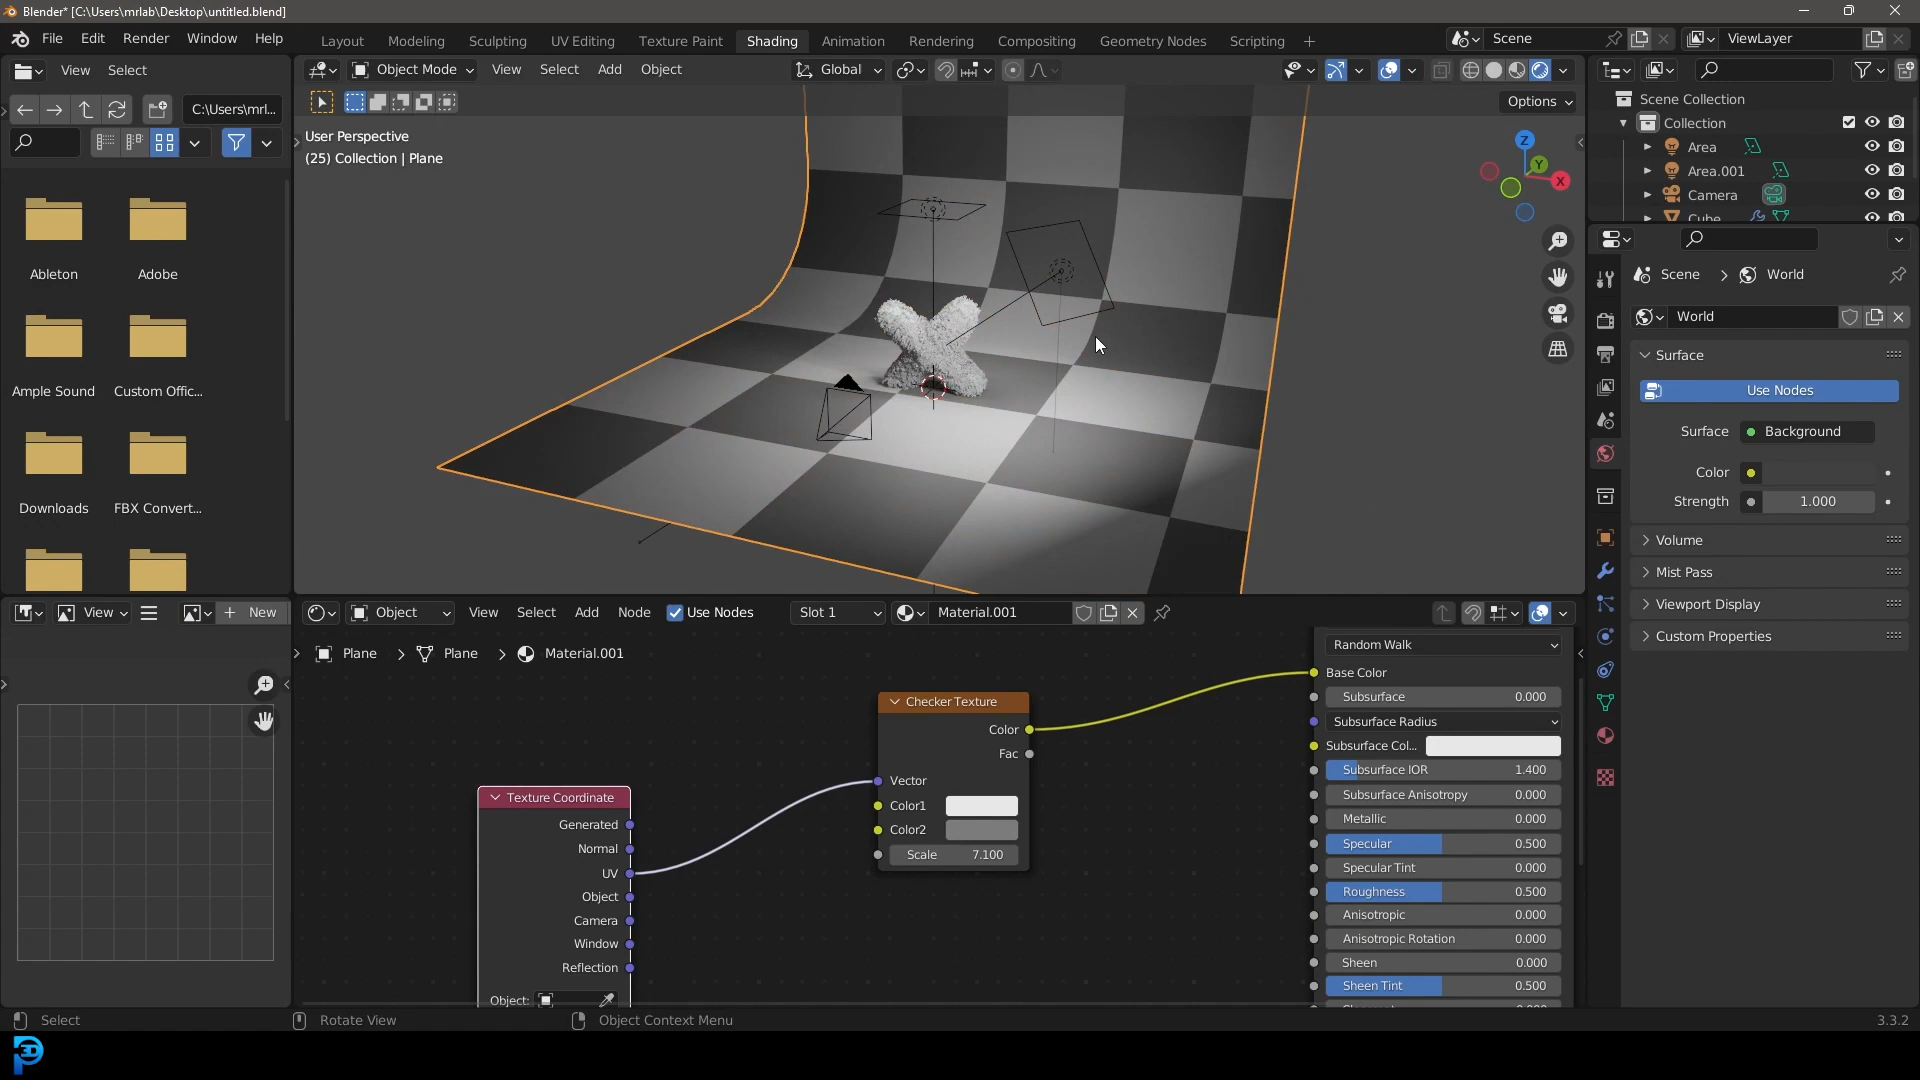 Blender* [C:\Users\mrlab\Desktop\untitled.blend]
File Edit Render Window Help
Layout Modeling Sculpting UV Editing Texture Paint Shading Animation Rendering Compositing Geometry Nodes Scripting +
Scene
ViewLayer
View Select
Object Mode View Select Add Object
Global
C:\Users\mrl...
Options
User Perspective
(25) Collection | Plane
Z
Y
X
Scene Collection
Collection
Area
Area.001
Camera
Cube
Ableton Adobe
Ample Sound Custom Offic...
Downloads FBX Convert...
Scene > World
World
Surface
Use Nodes
Surface Background
Color
Strength 1.000
Volume
Mist Pass
Viewport Display
Custom Properties
View + New
Object View Select Add Node Use Nodes Slot 1 Material.001
Plane > Plane > Material.001
Texture Coordinate
Generated
Normal
UV
Object
Camera
Window
Reflection
Object:
Checker Texture
Color
Fac
Vector
Color1
Color2
Scale 7.100
Random Walk
Base Color
Subsurface 0.000
Subsurface Radius
Subsurface Col...
Subsurface IOR 1.400
Subsurface Anisotropy 0.000
Metallic 0.000
Specular 0.500
Specular Tint 0.000
Roughness 0.500
Anisotropic 0.000
Anisotropic Rotation 0.000
Sheen 0.000
Sheen Tint 0.500
Select Rotate View Object Context Menu 3.3.2